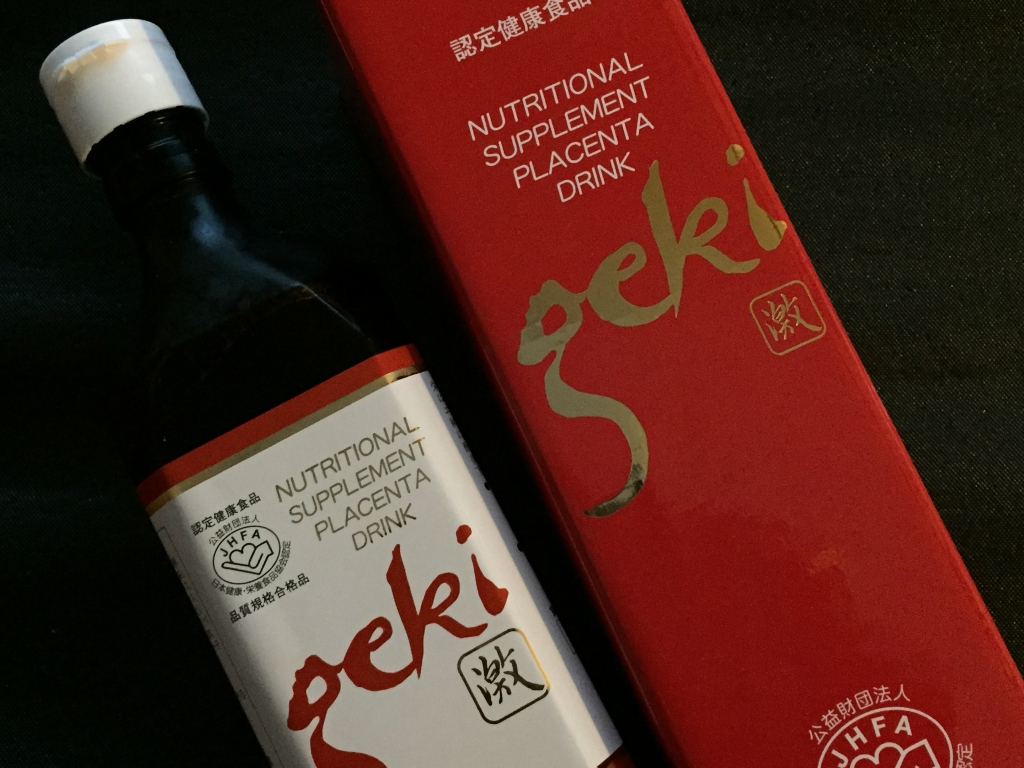 認定健康食品
NUTRITIONAL
SUPPLEMENT
PLACENTA
DRINK
geki
激
公益財団法人
JHFA
認定
NUTRITIONAL
SUPPLEMENT
PLACENTA
DRINK
認定健康食品
公益財団法人
JHFA
日本健康・栄養食品協会認定
品質規格合格品
geki
激